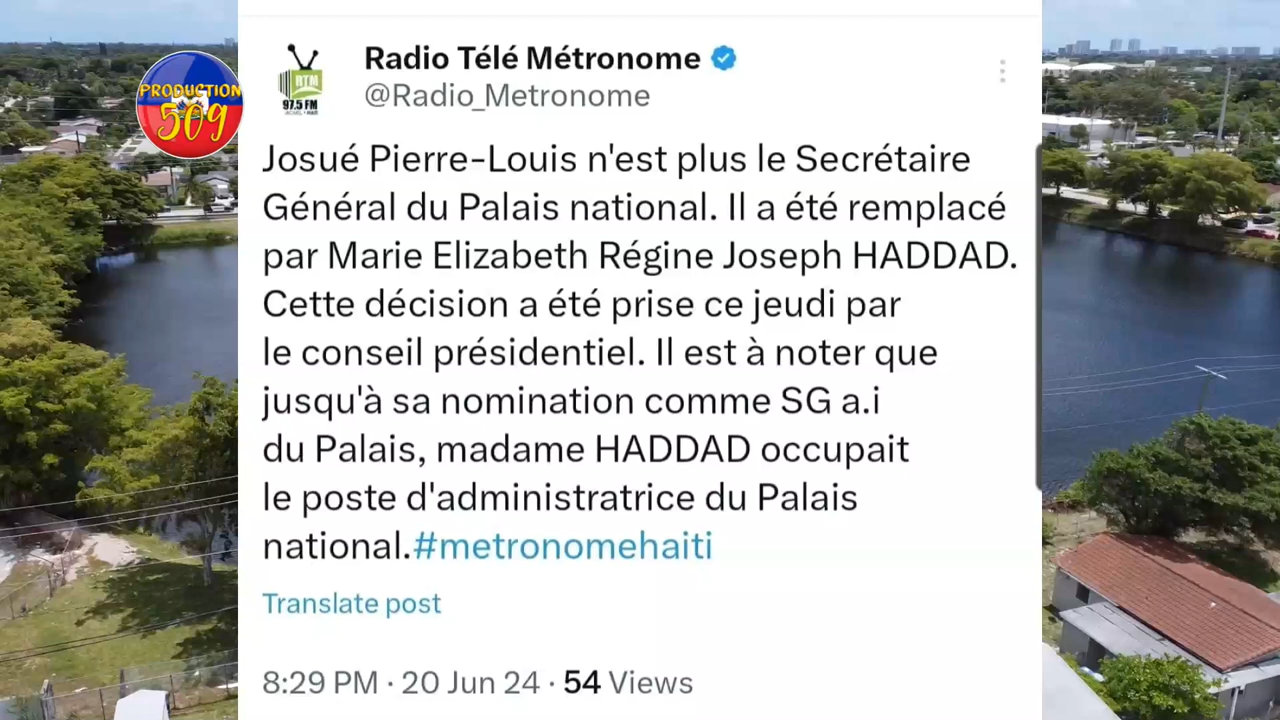 PRODUCTION
509
RTM
97.5 FM
Radio Télé Métronome
@Radio_Metronome
Josué Pierre-Louis n'est plus le Secrétaire
Général du Palais national. Il a été remplacé
par Marie Elizabeth Régine Joseph HADDAD.
Cette décision a été prise ce jeudi par
le conseil présidentiel. Il est à noter que
jusqu'à sa nomination comme SG a.i
du Palais, madame HADDAD occupait
le poste d'administratrice du Palais
national.#metronomehaiti
Translate post
8:29 PM · 20 Jun 24 · 54 Views